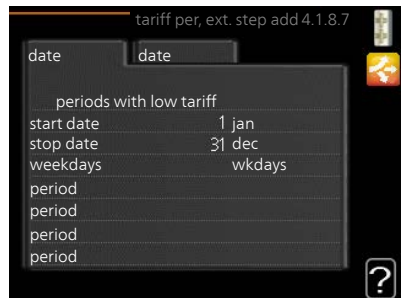 tariff per, ext. step add 4.1.8.7
date date
periods with low tariff
start date 1 jan
stop date 31 dec
weekdays wkdays
period
period
period
period
?